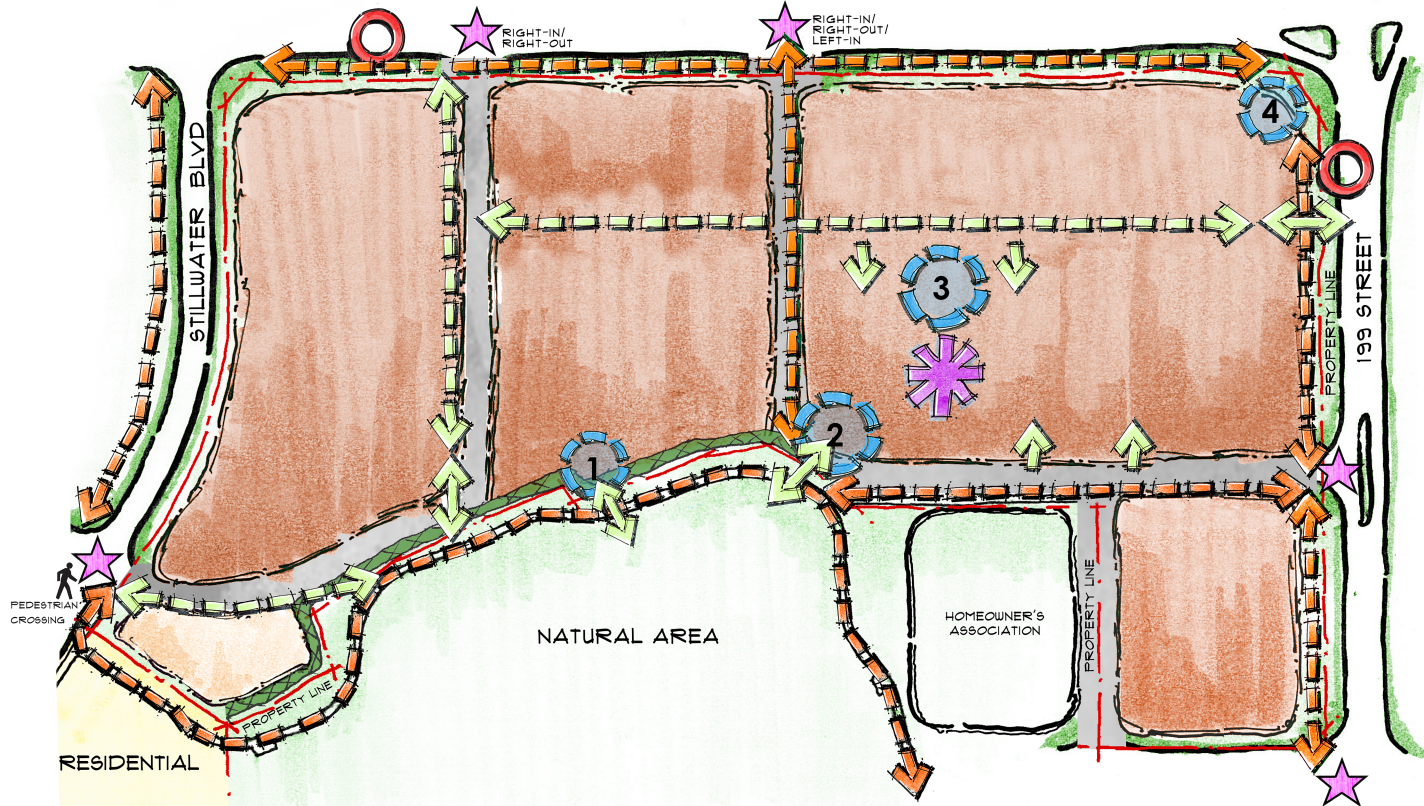 RIGHT-IN/
RIGHT-OUT
RIGHT-IN/
RIGHT-OUT/
LEFT-IN
4
STILLWATER BLVD
3
PROPERTY LINE
199 STREET
2
1
PEDESTRIAN
CROSSING
HOMEOWNER'S
ASSOCIATION
PROPERTY LINE
NATURAL AREA
PROPERTY LINE
RESIDENTIAL